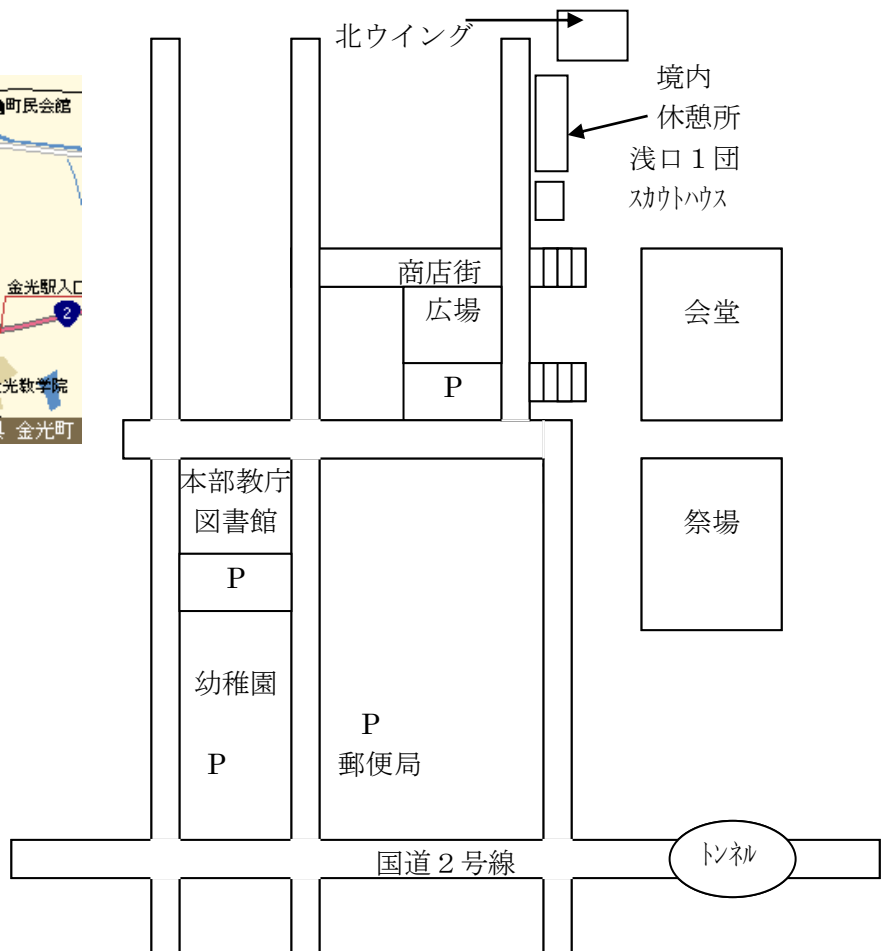 北ウイング
境内
休憩所
浅口１団
ｽｶｳﾄﾊｳｽ
町民会館
金光駅入口
2
光教学院
金光町
商店街
広場
P
会堂
本部教庁
図書館
P
祭場
幼稚園
P
P
郵便局
国道２号線
ﾄﾝﾈﾙ